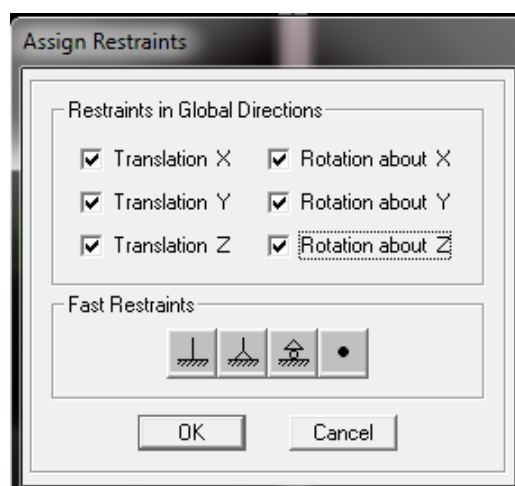 Assign Restraints
Restraints in Global Directions
Translation X
Rotation about X
Translation Y
Rotation about Y
Translation Z
Rotation about Z
Fast Restraints
OK
Cancel